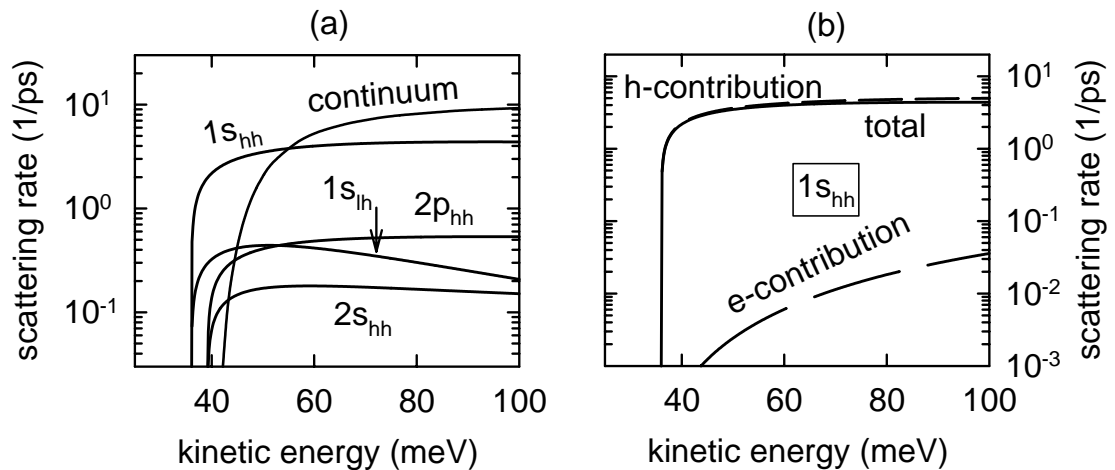 (a)
scattering rate (1/ps)
10^1
10^0
10^-1
continuum
1s_hh
1s_lh
2p_hh
2s_hh
40 60 80 100
kinetic energy (meV)
(b)
h-contribution
total
1s_hh
e-contribution
10^1
10^0
10^-1
10^-2
10^-3
scattering rate (1/ps)
40 60 80 100
kinetic energy (meV)